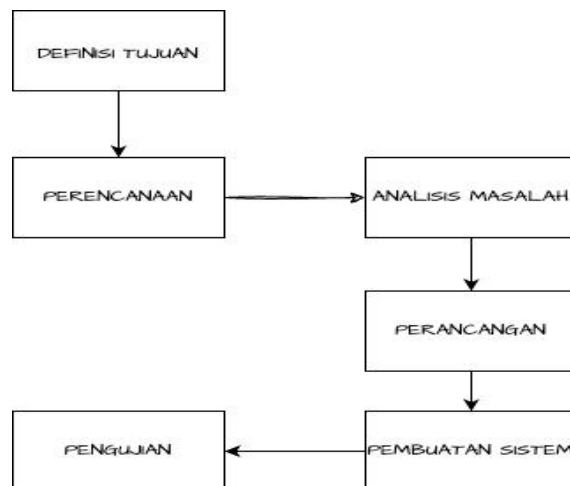 DEFINISI TUJUAN
PERENCANAAN
ANALISIS MASALAH
PERANCANGAN
PEMBUATAN SISTEM
PENGUJIAN